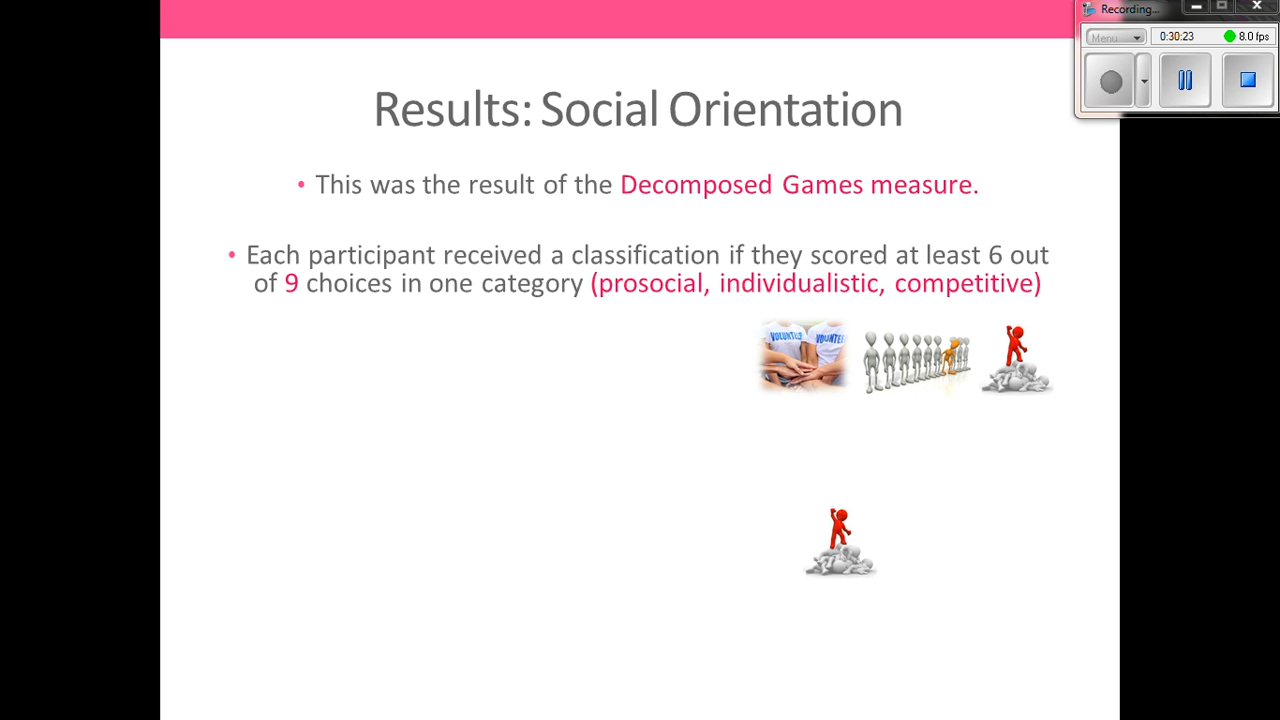 Recording...
Menu
0:30:23
8.0 fps
Results: Social Orientation
• This was the result of the Decomposed Games measure.
• Each participant received a classification if they scored at least 6 out
of 9 choices in one category (prosocial, individualistic, competitive)
VOLUNTEE VOLUNTEE